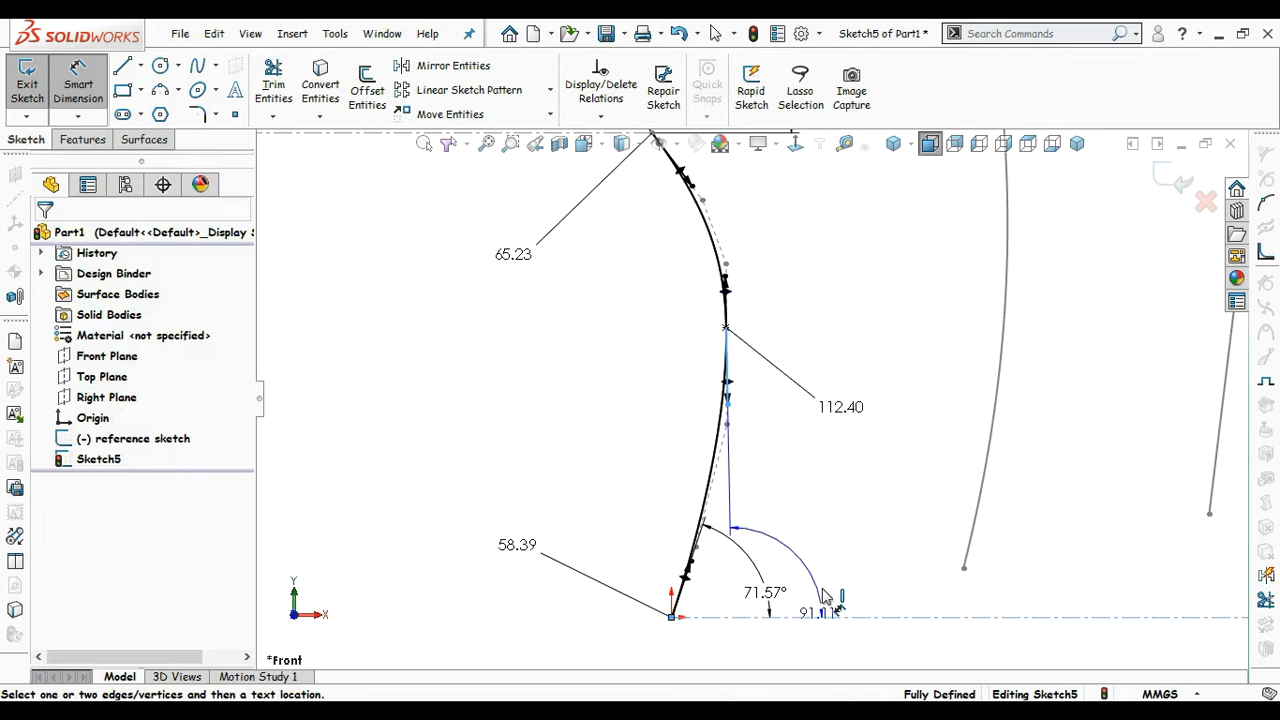 SOLIDWORKS File Edit View Insert Tools Window Help Sketch5 of Part1 * Search Commands
Exit Sketch
Smart Dimension
Trim Entities
Convert Entities
Offset Entities
Mirror Entities
Linear Sketch Pattern
Move Entities
Display/Delete Relations
Repair Sketch
Quick Snaps
Rapid Sketch
Lasso Selection
Image Capture
Sketch Features Surfaces
Part1 (Default<<Default>_Display S
History
Design Binder
Surface Bodies
Solid Bodies
Material <not specified>
Front Plane
Top Plane
Right Plane
Origin
(-) reference sketch
Sketch5
65.23
112.40
58.39
71.57°
Y
X
*Front
Model 3D Views Motion Study 1
Select one or two edges/vertices and then a text location. Fully Defined Editing Sketch5 MMGS